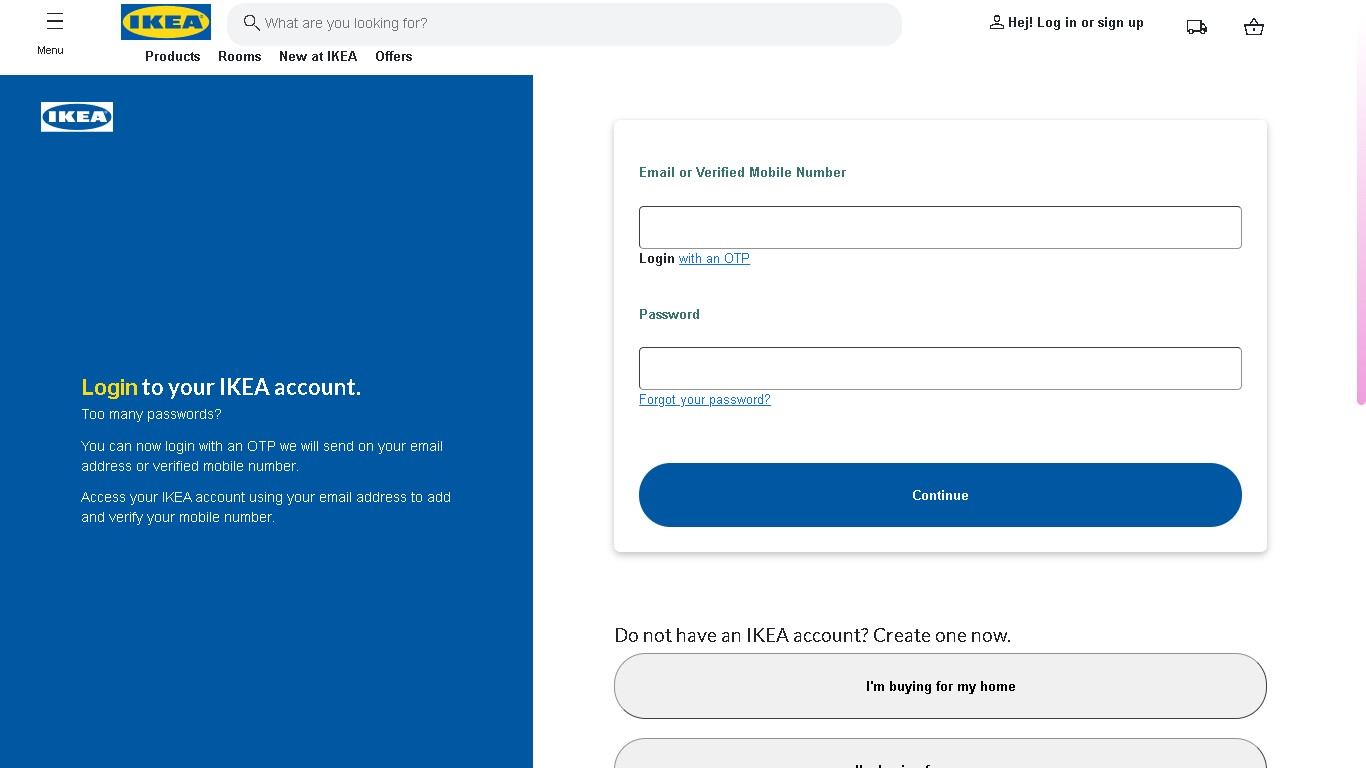 IKEA
What are you looking for?
Hej! Log in or sign up
Menu
Products Rooms New at IKEA Offers
IKEA
Email or Verified Mobile Number
Login with an OTP
Password
Login to your IKEA account.
Forgot your password?
Too many passwords?
You can now login with an OTP we will send on your email
address or verified mobile number.
Access your IKEA account using your email address to add
and verify your mobile number.
Continue
Do not have an IKEA account? Create one now.
I'm buying for my home